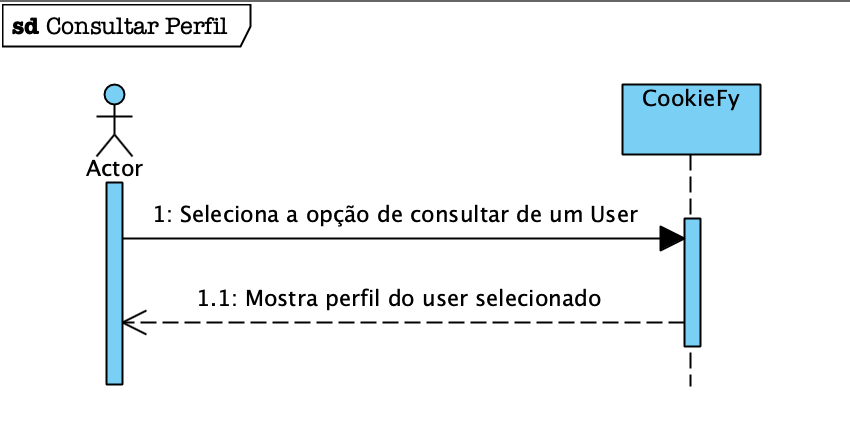 sd Consultar Perfil
CookieFy
Actor
1: Seleciona a opção de consultar de um User
1.1: Mostra perfil do user selecionado